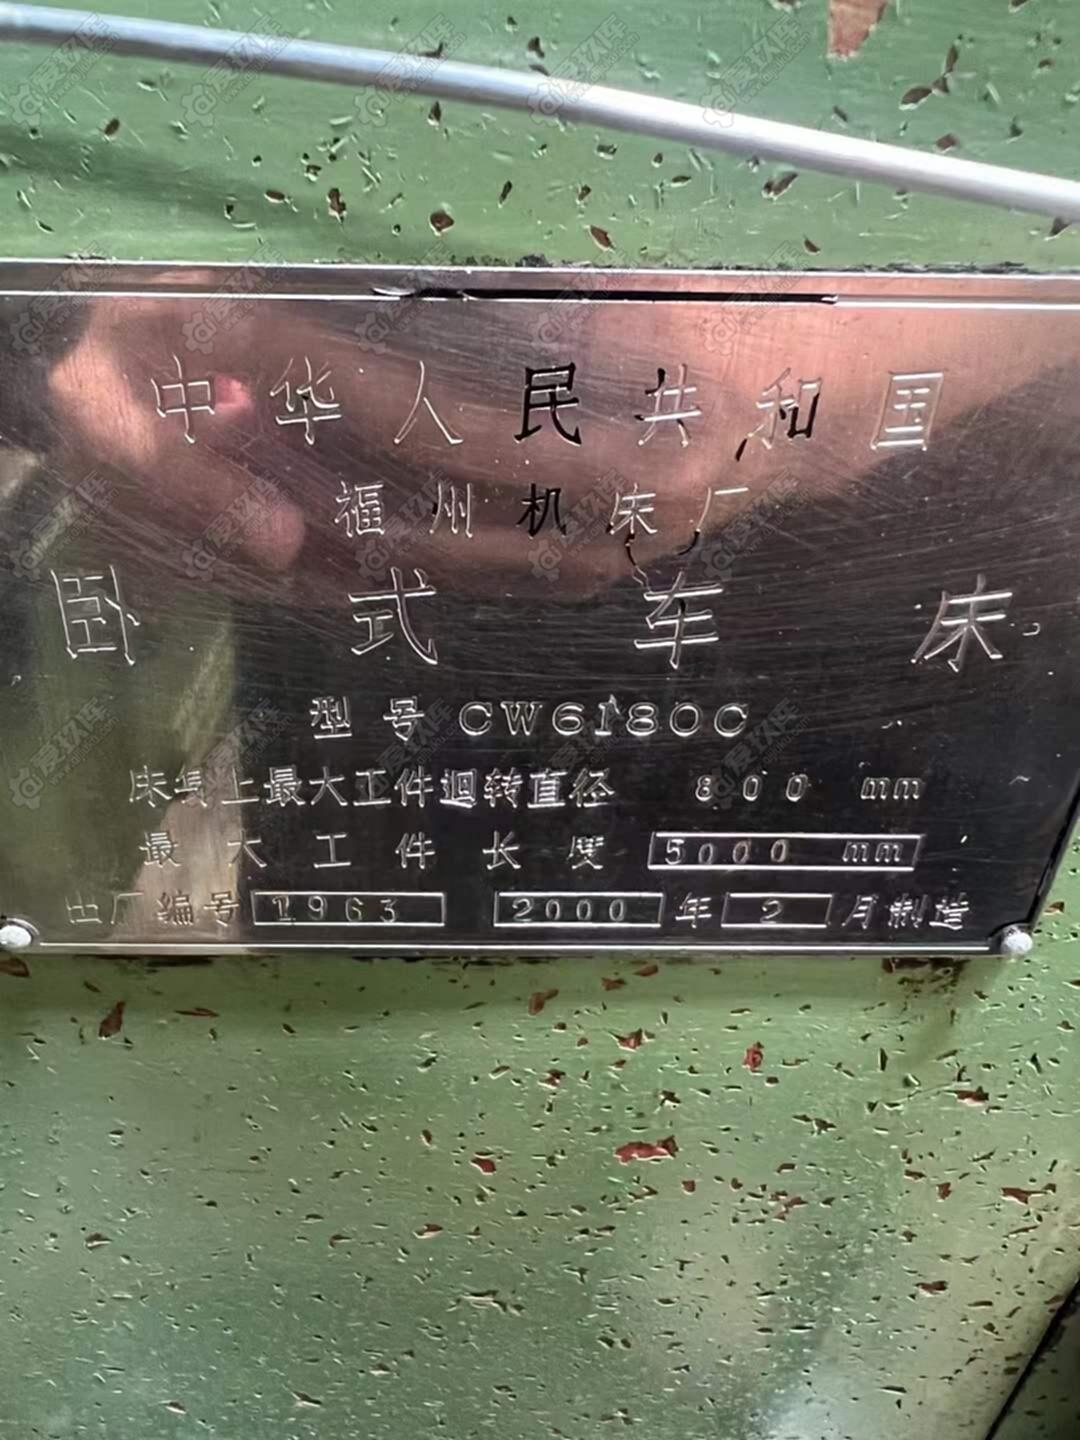 中华人民共和国
福州机床厂
卧式车床
型号 CW6180C
床身上最大工件迴转直径 800 mm
最大工件长度 5000 mm
出厂编号 1963 2000 年 2 月制造